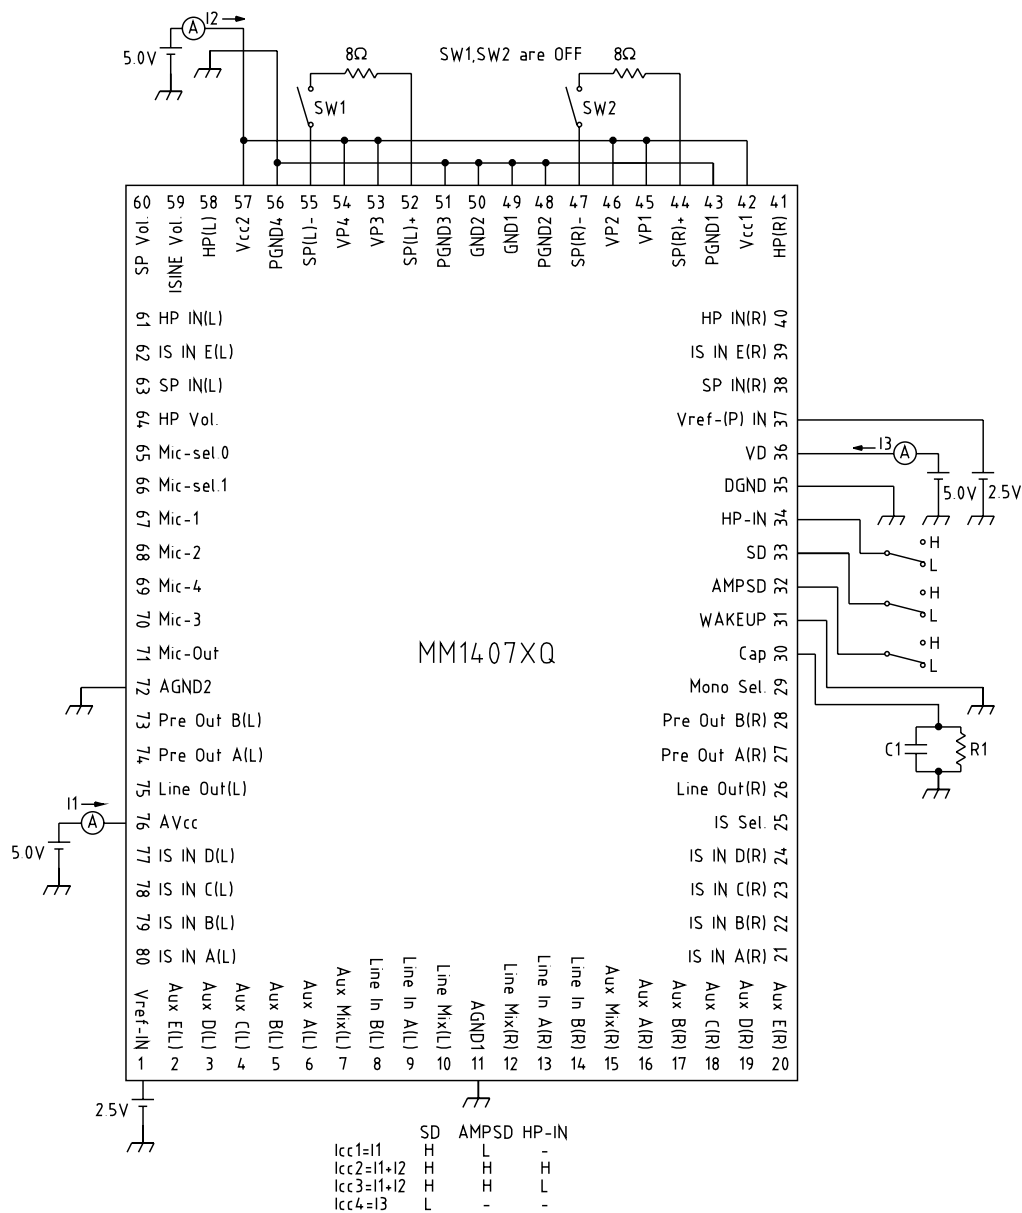 I2
A
5.0V
8Ω
SW1,SW2 are OFF
8Ω
SW1
SW2
60 59 58 57 56 55 54 53 52 51 50 49 48 47 46 45 44 43 42 41
SP Vol.
ISINE Vol.
HP(L)
Vcc2
PGND4
SP(L)-
VP4
VP3
SP(L)+
PGND3
GND2
GND1
PGND2
SP(R)-
VP2
VP1
SP(R)+
PGND1
Vcc1
HP(R)
61 HP IN(L)
HP IN(R) 40
62 IS IN E(L)
IS IN E(R) 39
63 SP IN(L)
SP IN(R) 38
64 HP Vol.
Vref-(P) IN 37
65 Mic-sel.0
VD 36
I3
A
66 Mic-sel.1
DGND 35
5.0V
2.5V
67 Mic-1
HP-IN 34
H
L
68 Mic-2
SD 33
H
L
69 Mic-4
AMPSD 32
H
L
70 Mic-3
WAKEUP 31
71 Mic-Out
MM1407XQ
Cap 30
72 AGND2
Mono Sel. 29
73 Pre Out B(L)
Pre Out B(R) 28
74 Pre Out A(L)
Pre Out A(R) 27
C1
R1
75 Line Out(L)
Line Out(R) 26
I1
A
5.0V
76 AVcc
IS Sel. 25
77 IS IN D(L)
IS IN D(R) 24
78 IS IN C(L)
IS IN C(R) 23
79 IS IN B(L)
IS IN B(R) 22
80 IS IN A(L)
IS IN A(R) 21
Vref-IN
Aux E(L)
Aux D(L)
Aux C(L)
Aux B(L)
Aux A(L)
Aux Mix(L)
Line In B(L)
Line In A(L)
Line Mix(L)
AGND1
Line Mix(R)
Line In A(R)
Line In B(R)
Aux Mix(R)
Aux A(R)
Aux B(R)
Aux C(R)
Aux D(R)
Aux E(R)
1 2 3 4 5 6 7 8 9 10 11 12 13 14 15 16 17 18 19 20
2.5V
SD AMPSD HP-IN
Icc1=I1 H L -
Icc2=I1+I2 H H H
Icc3=I1+I2 H H L
Icc4=I3 L - -